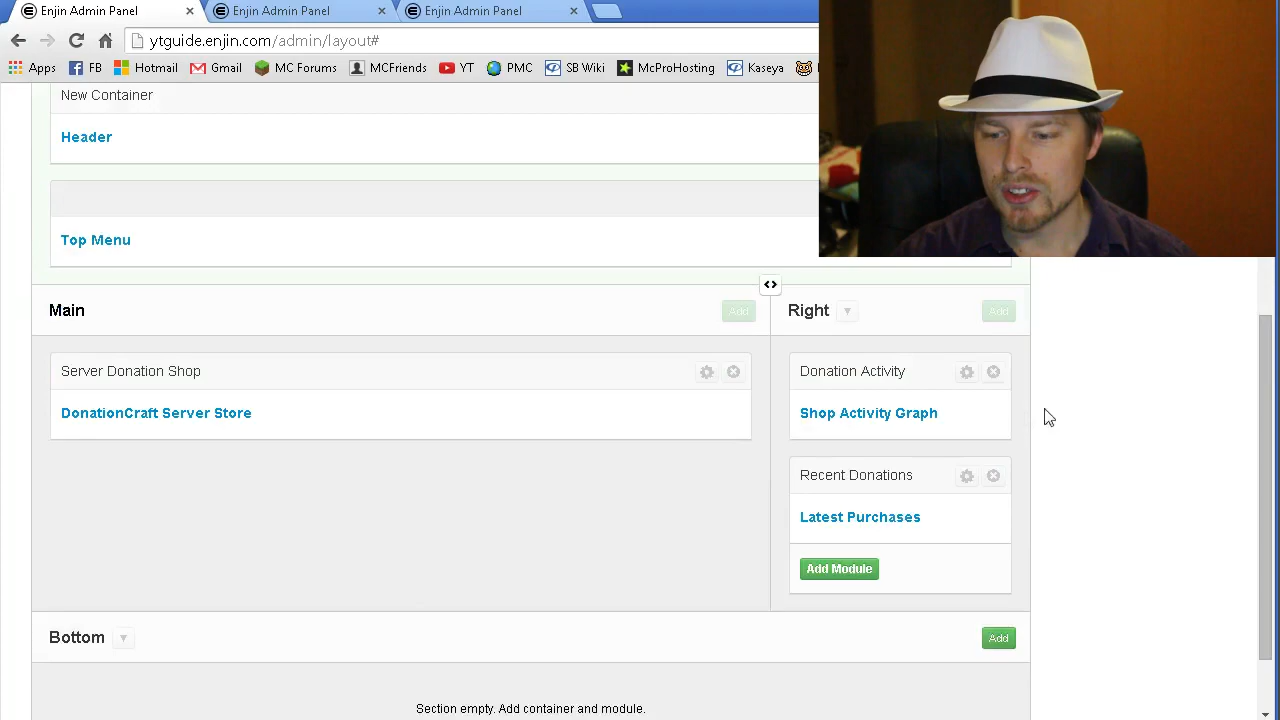 Enjin Admin Panel
Enjin Admin Panel
Enjin Admin Panel
ytguide.enjin.com/admin/layout#
Apps FB Hotmail Gmail MC Forums MCFriends YT PMC SB Wiki McProHosting Kaseya
New Container
Header
Top Menu
Main Add
Right Add
Server Donation Shop
DonationCraft Server Store
Donation Activity
Shop Activity Graph
Recent Donations
Latest Purchases
Add Module
Bottom Add
Section empty. Add container and module.